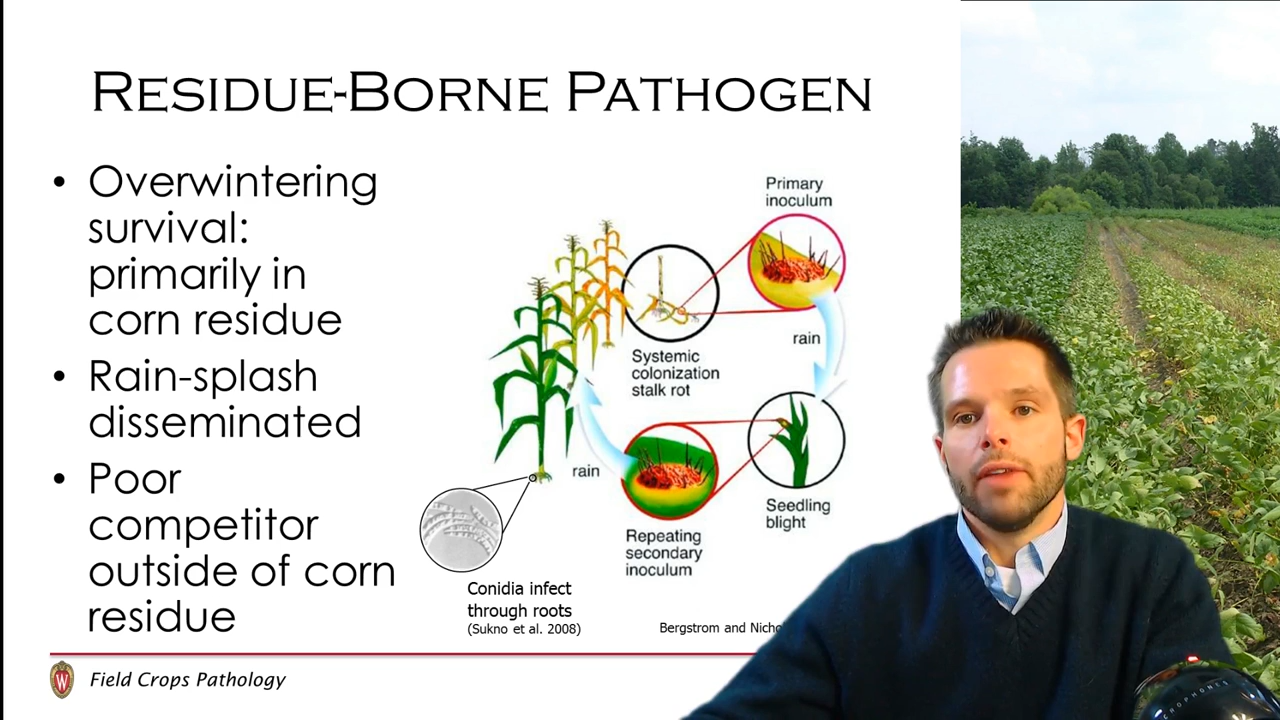 RESIDUE-BORNE PATHOGEN
• Overwintering
survival:
primarily in
corn residue
• Rain-splash
disseminated
• Poor
competitor
outside of corn
residue
Primary
inoculum
rain
Systemic
colonization
stalk rot
rain
Seedling
blight
Repeating
secondary
inoculum
Conidia infect
through roots
(Sukno et al. 2008)
Bergstrom and
W
Field Crops Pathology